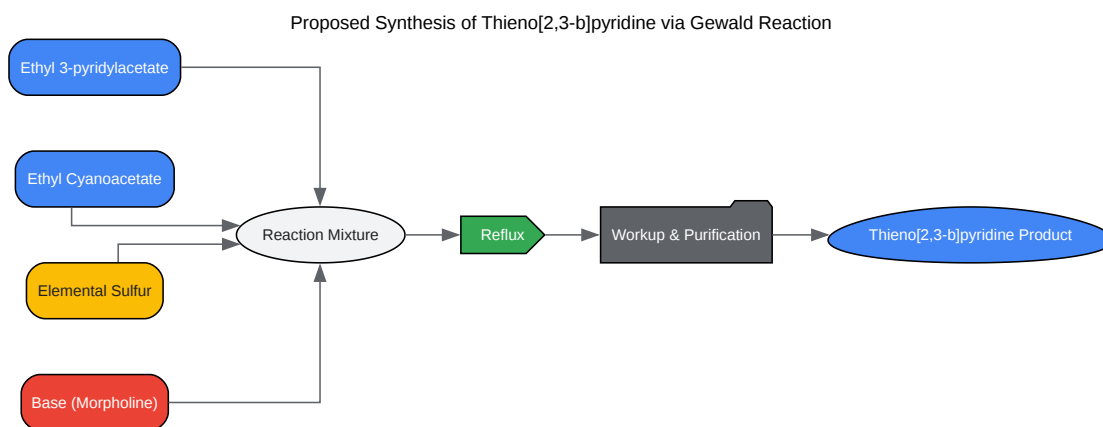 Proposed Synthesis of Thieno[2,3-b]pyridine via Gewald Reaction
Ethyl 3-pyridylacetate
Ethyl Cyanoacetate
Reaction Mixture
Reflux
Workup & Purification
Thieno[2,3-b]pyridine Product
Elemental Sulfur
Base (Morpholine)